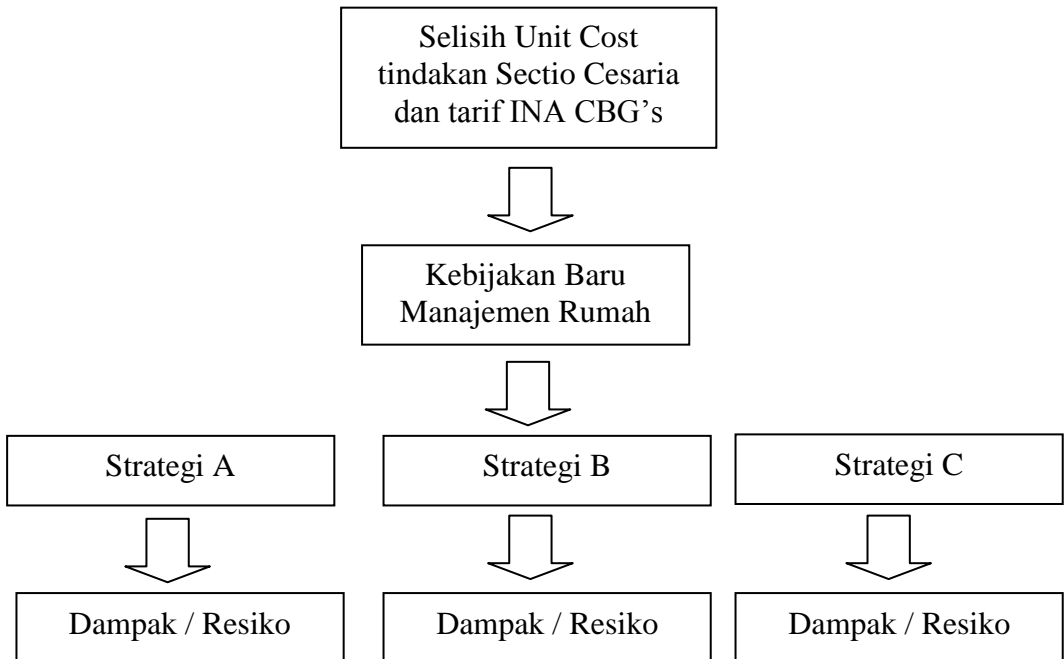 Selisih Unit Cost
tindakan Sectio Cesaria
dan tarif INA CBG’s
Kebijakan Baru
Manajemen Rumah
Strategi A
Strategi B
Strategi C
Dampak / Resiko
Dampak / Resiko
Dampak / Resiko